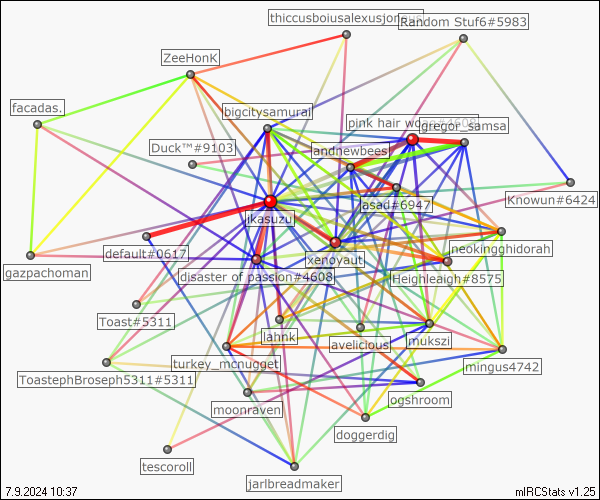 thiccusboiusalexusjon
Random Stuf6#5983
ZeeHonK
facadas.
bigcitysamurai
pink hair
gregor_samsa
Duck™#9103
landnewbees
asad#6947
Knowun#6424
ikasuzu
default#0617
xenoyaut
neokingghidorah
gazpachoman
disaster of passion#4608
Heighleaigh#8575
Toast#5311
lahnk
avelicious
mukszi
turkey_mcnugget
mingus4742
ToastephBroseph5311#5311
moonraven
ogshroom
doggerdig
tescoroll
jarlbreadmaker
7.9.2024 10:37
mIRCStats v1.25